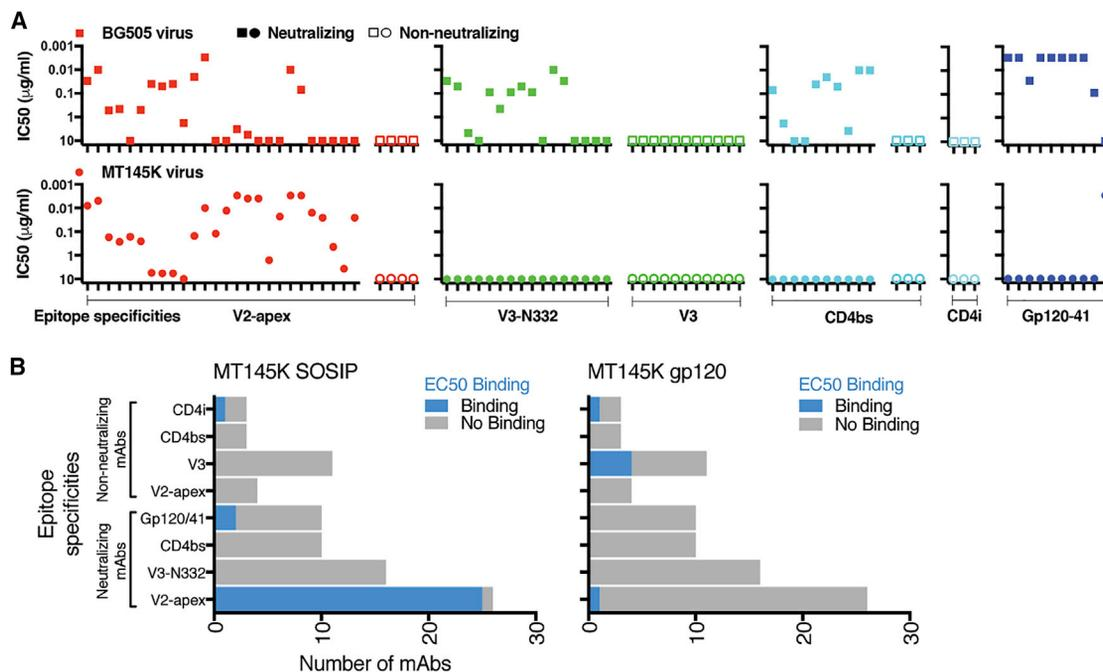 A
BG505 virus
Neutralizing
Non-neutralizing
IC50 (μg/ml)
0.001
0.01
0.1
1
10
MT145K virus
IC50 (μg/ml)
0.001
0.01
0.1
1
10
Epitope specificities
V2-apex
V3-N332
V3
CD4bs
CD4i
Gp120-41
B
MT145K SOSIP
EC50 Binding
Binding
No Binding
Epitope specificities
Non-neutralizing mAbs
Neutralizing mAbs
CD4i
CD4bs
V3
V2-apex
Gp120/41
CD4bs
V3-N332
V2-apex
0 10 20 30
Number of mAbs
MT145K gp120
EC50 Binding
Binding
No Binding
0 10 20 30